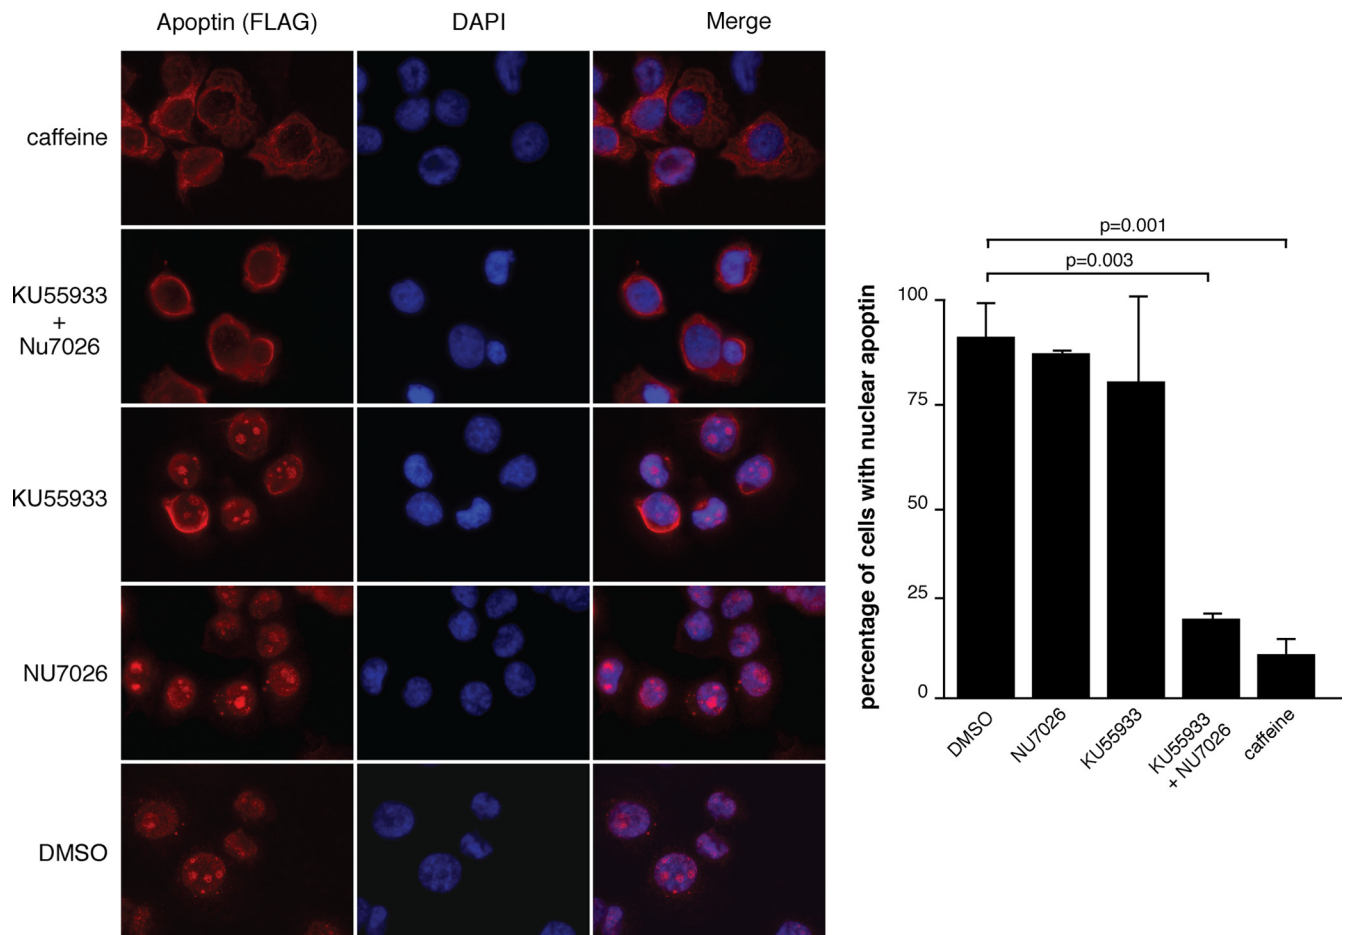 Apoptin (FLAG)
DAPI
Merge
caffeine
KU55933
+
Nu7026
KU55933
NU7026
DMSO
p=0.001
p=0.003
percentage of cells with nuclear apoptin
100
75
50
25
0
DMSO
NU7026
KU55933
KU55933
+ NU7026
caffeine